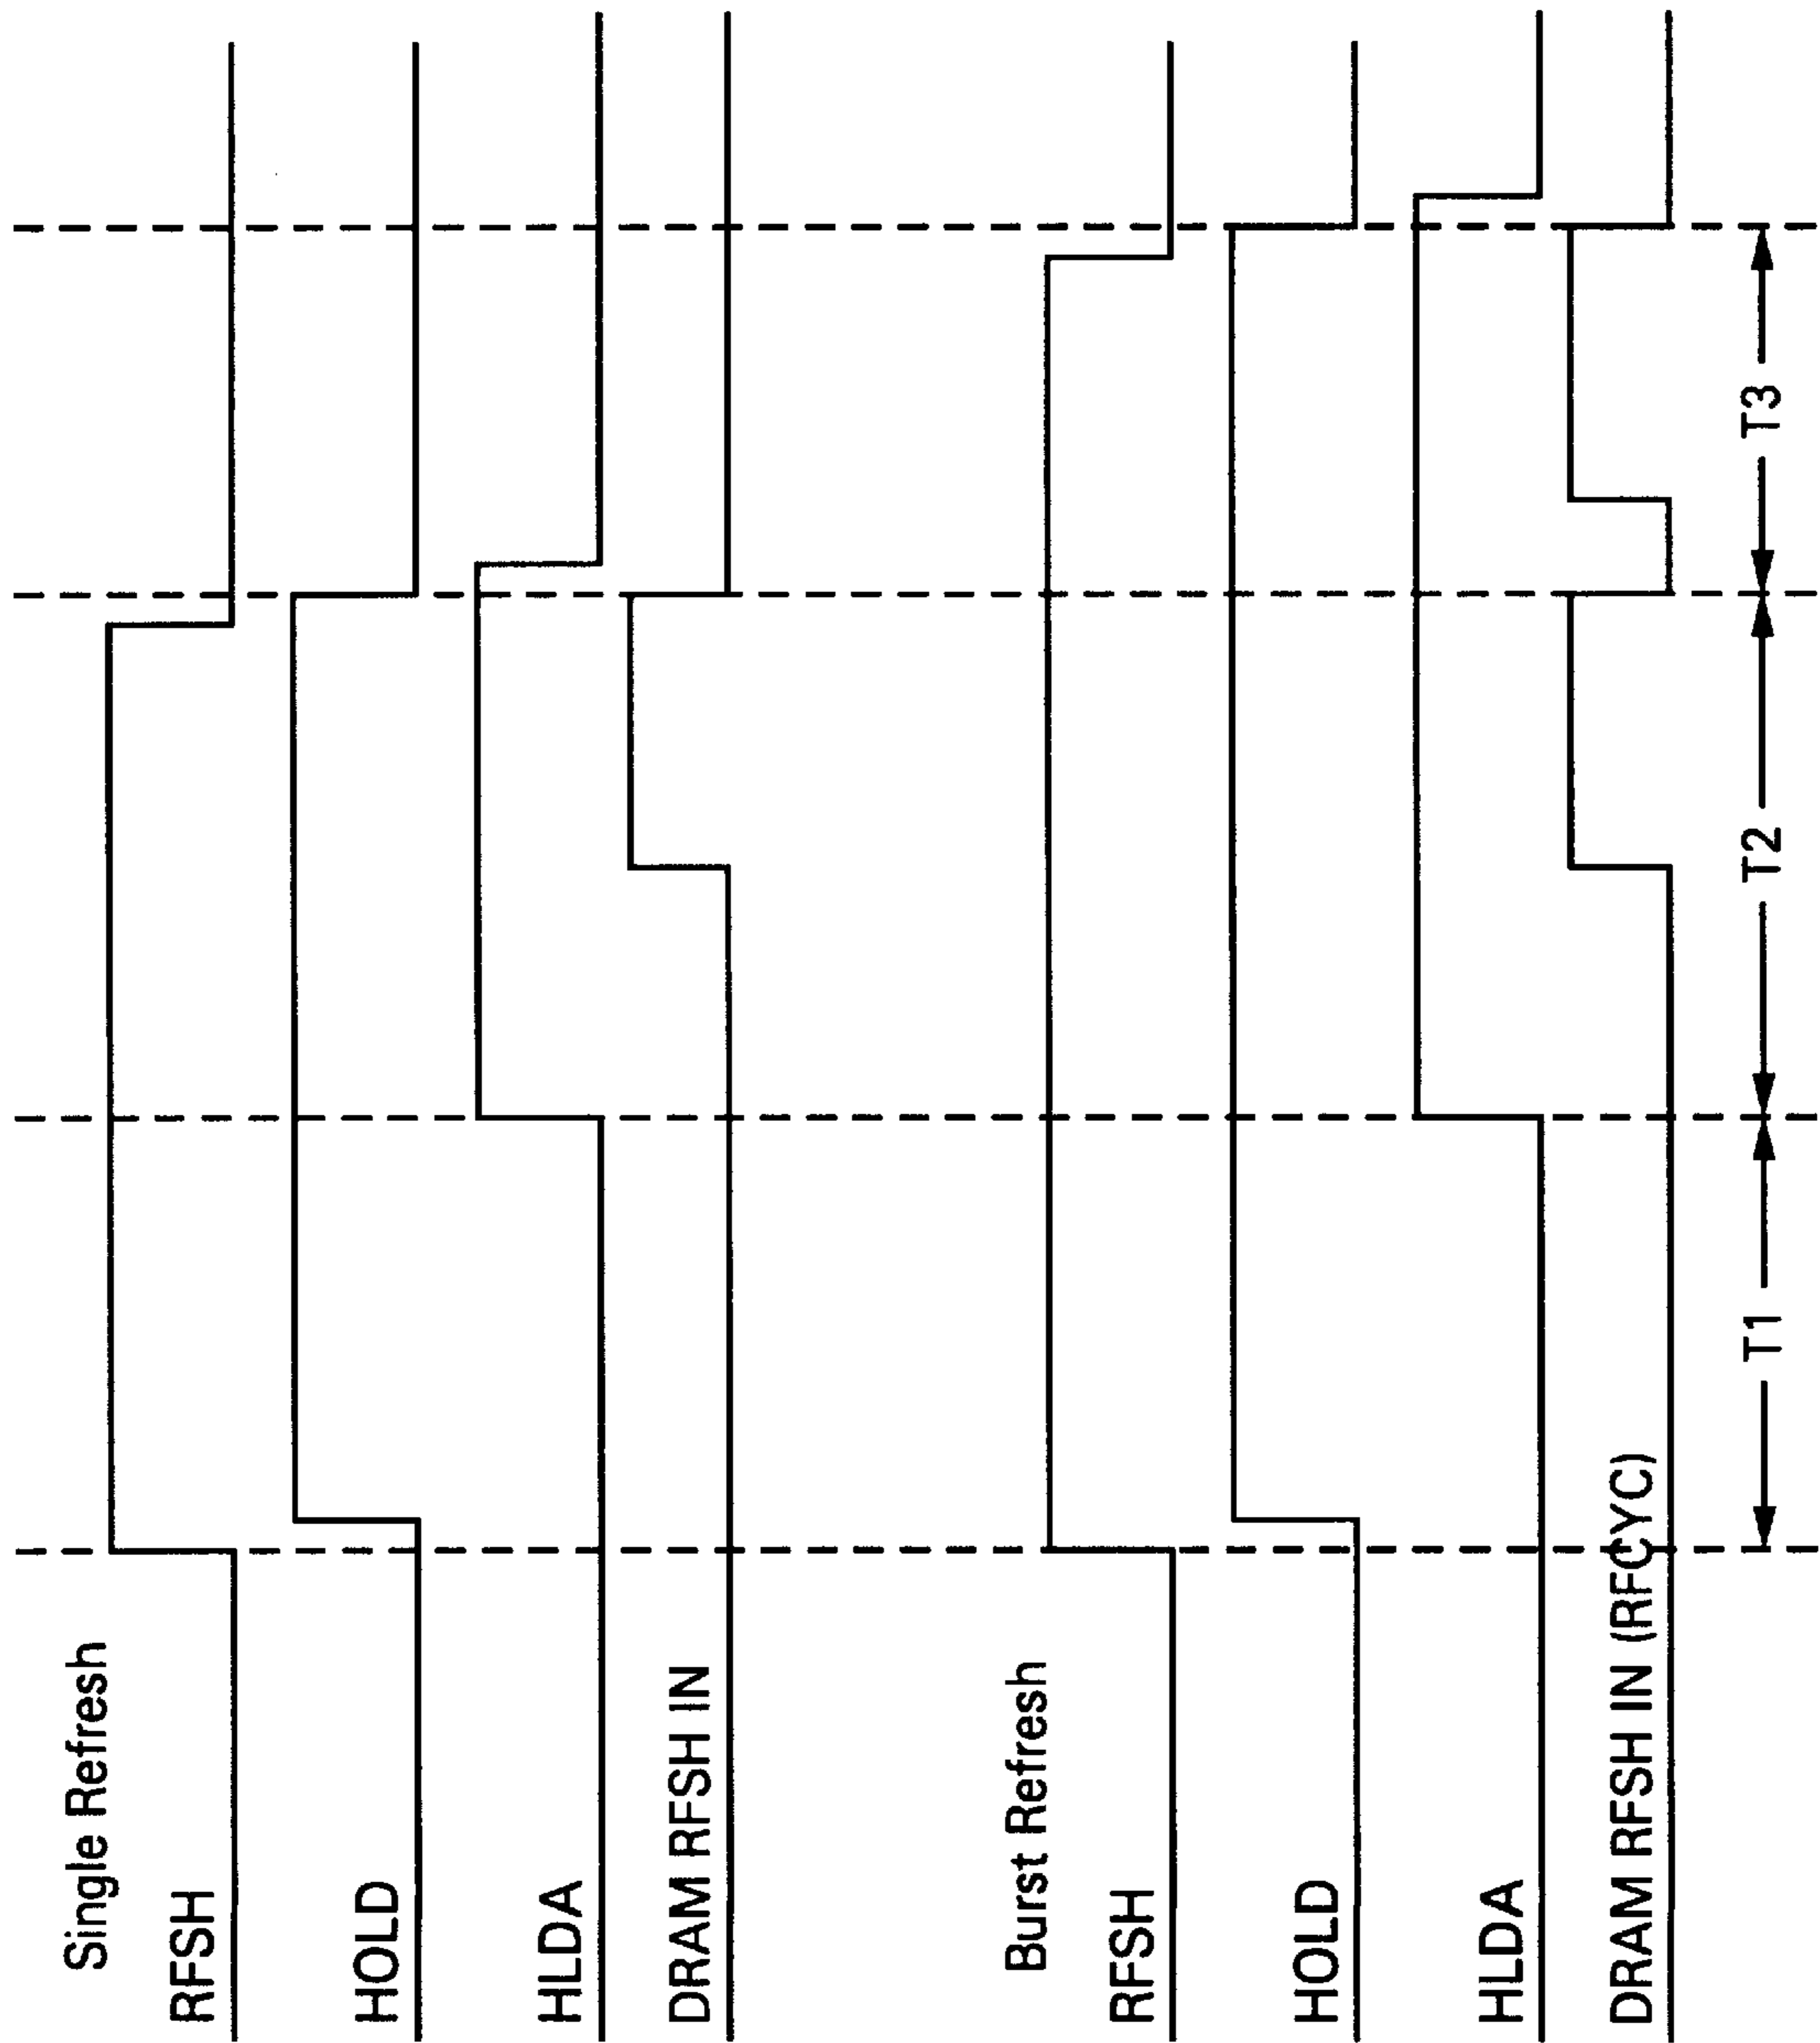 Single Refresh
RFSH
HOLD
HLDA
DRAM RFSH IN
Burst Refresh
RFSH
HOLD
HLDA
DRAM RFSH IN (RFCYC)
T1 T2 T3